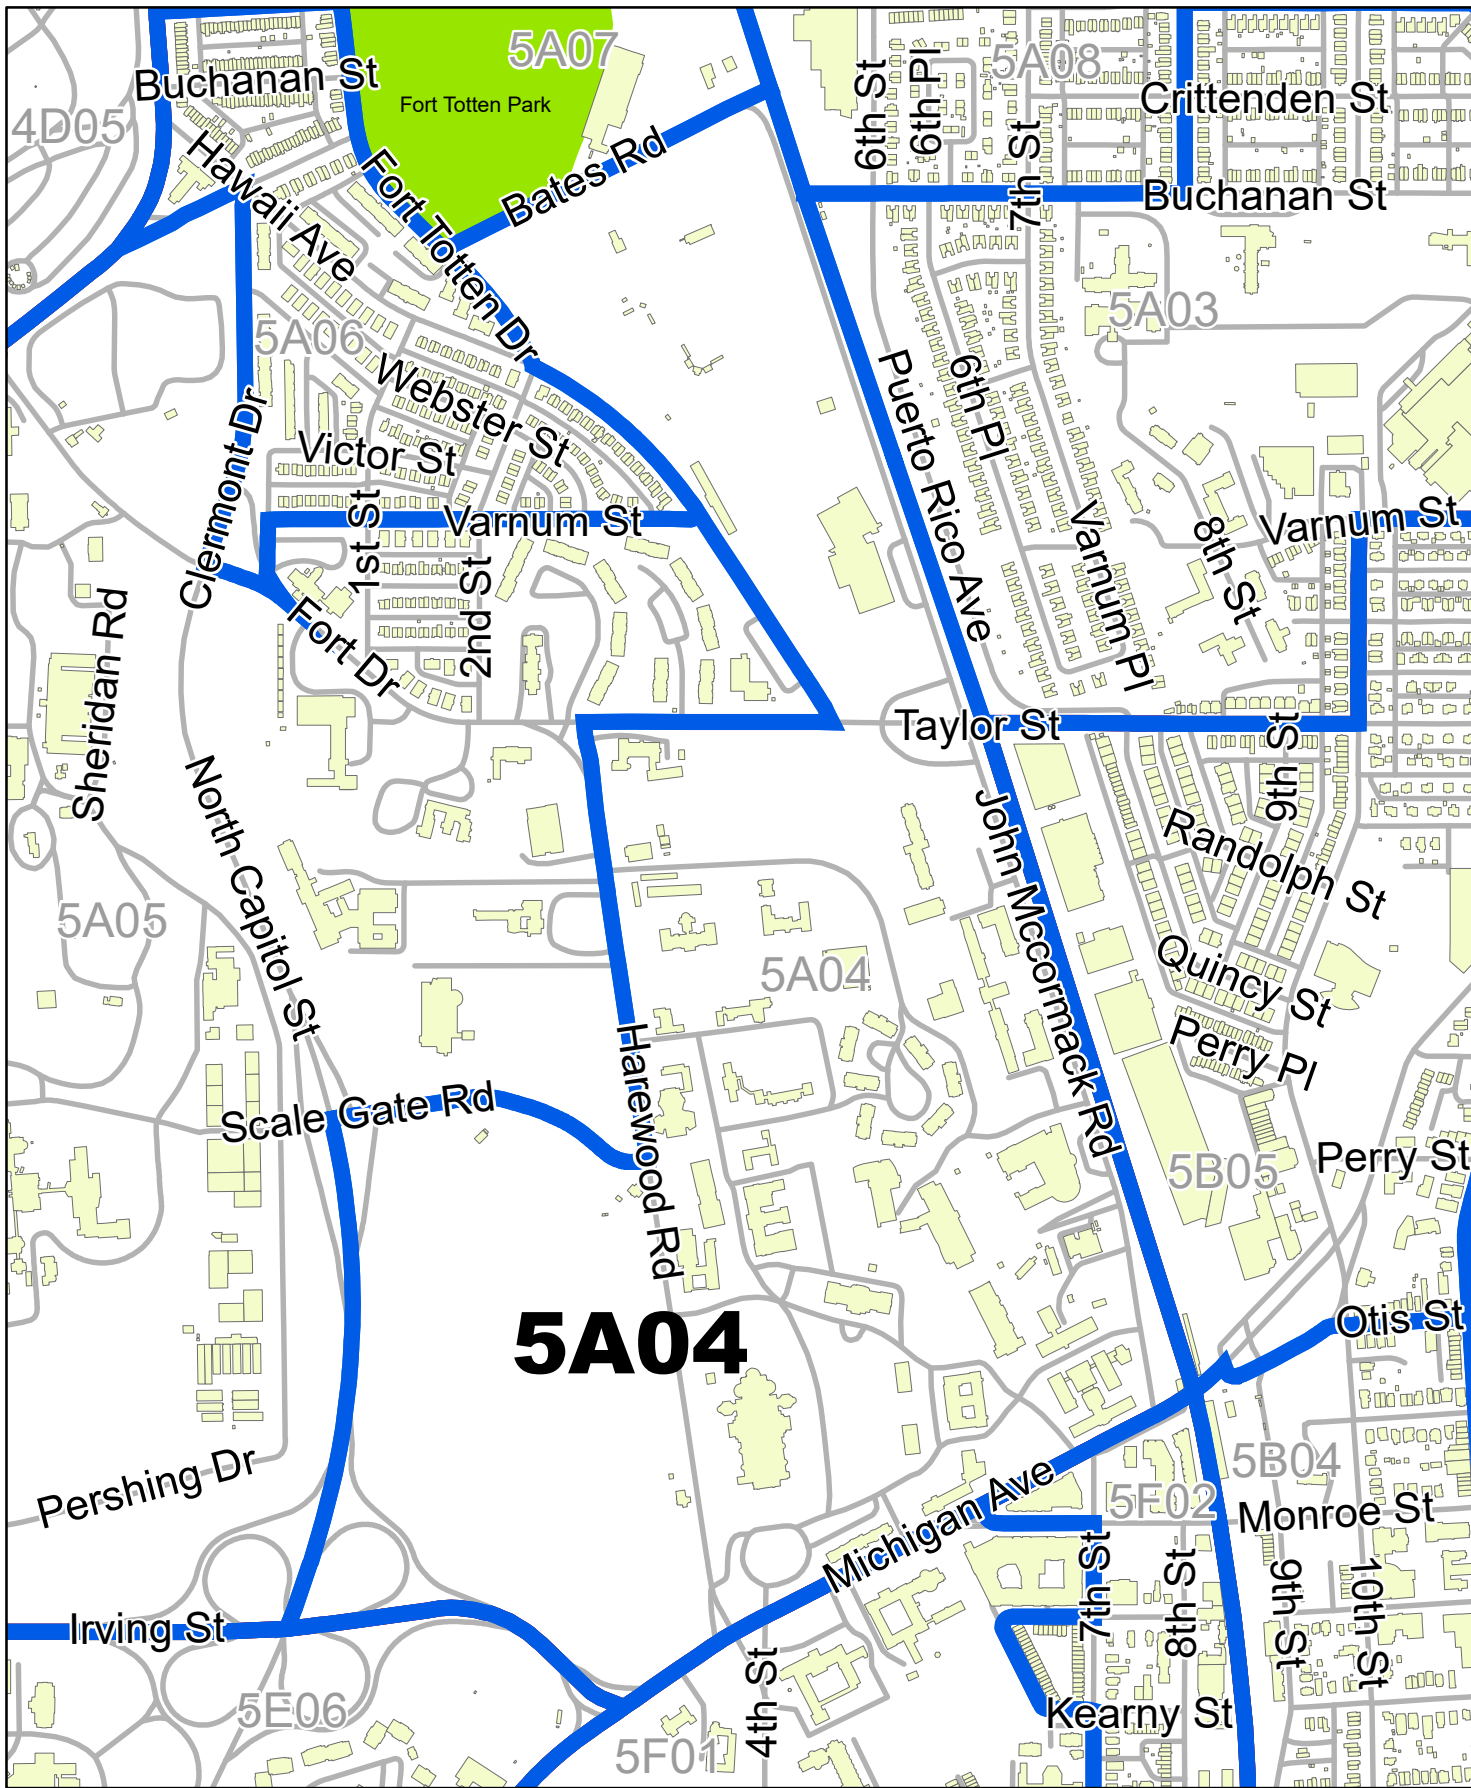 5A07
5A08
Buchanan St
Fort Totten Park
6th St
6th Pl
Crittenden St
4D05
7th St
Hawaii Ave
Fort Totten Dr
Bates Rd
Buchanan St
5A03
5A06
Webster St
Puerto Rico Ave
6th Pl
Clermont Dr
Victor St
1st St
Varnum St
Varnum Pl
8th St
Varnum St
2nd St
Fort Dr
Sheridan Rd
Taylor St
9th St
North Capitol St
John Mccormack Rd
Randolph St
5A05
5A04
Quincy St
Harewood Rd
Perry Pl
Scale Gate Rd
5B05
Perry St
5A04
Otis St
Pershing Dr
5B04
Michigan Ave
5F02
Monroe St
7th St
8th St
9th St
10th St
Irving St
4th St
5E06
Kearny St
5F01